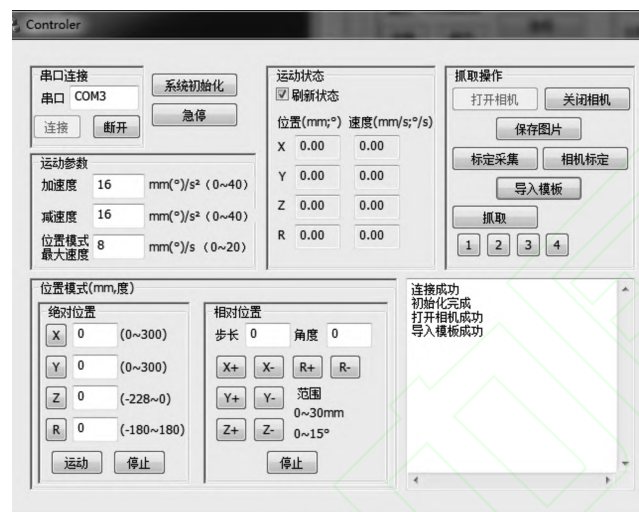 Controler
串口连接
串口 COM3
连接 断开
系统初始化
急停
运动参数
加速度 16 mm(°)/s² (0~40)
减速度 16 mm(°)/s² (0~40)
位置模式
最大速度 8 mm(°)/s (0~20)
运动状态
刷新状态
位置(mm;°) 速度(mm/s;°/s)
X 0.00 0.00
Y 0.00 0.00
Z 0.00 0.00
R 0.00 0.00
抓取操作
打开相机 关闭相机
保存图片
标定采集 相机标定
导入模板
抓取
1 2 3 4
位置模式(mm,度)
绝对位置
X 0 (0~300)
Y 0 (0~300)
Z 0 (-228~0)
R 0 (-180~180)
运动 停止
相对位置
步长 0 角度 0
X+ X- R+ R-
Y+ Y- 范围
0~30mm
Z+ Z- 0~15°
停止
连接成功
初始化完成
打开相机成功
导入模板成功